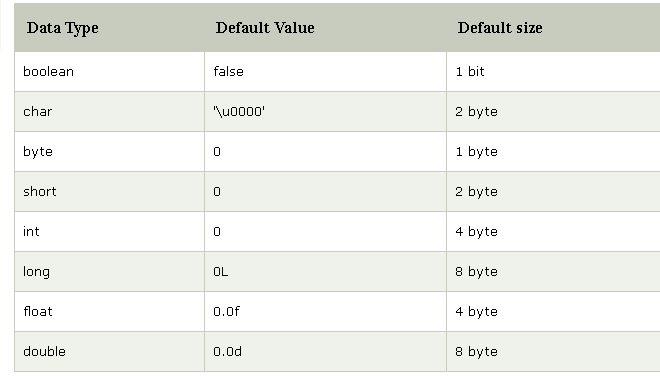 Data Type Default Value Default size
boolean false 1 bit
char '\u0000' 2 byte
byte 0 1 byte
short 0 2 byte
int 0 4 byte
long 0L 8 byte
float 0.0f 4 byte
double 0.0d 8 byte